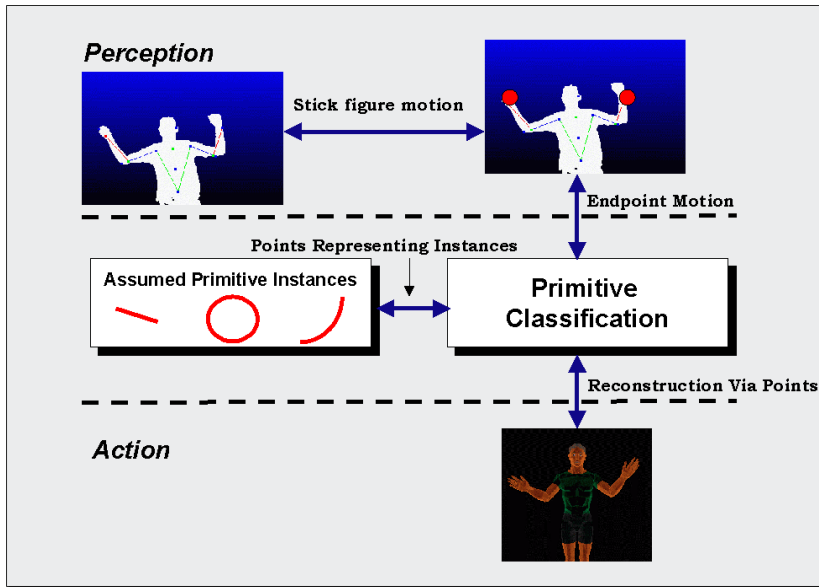 Perception
Stick figure motion
Endpoint Motion
Points Representing Instances
Assumed Primitive Instances
Primitive
Classification
Reconstruction Via Points
Action